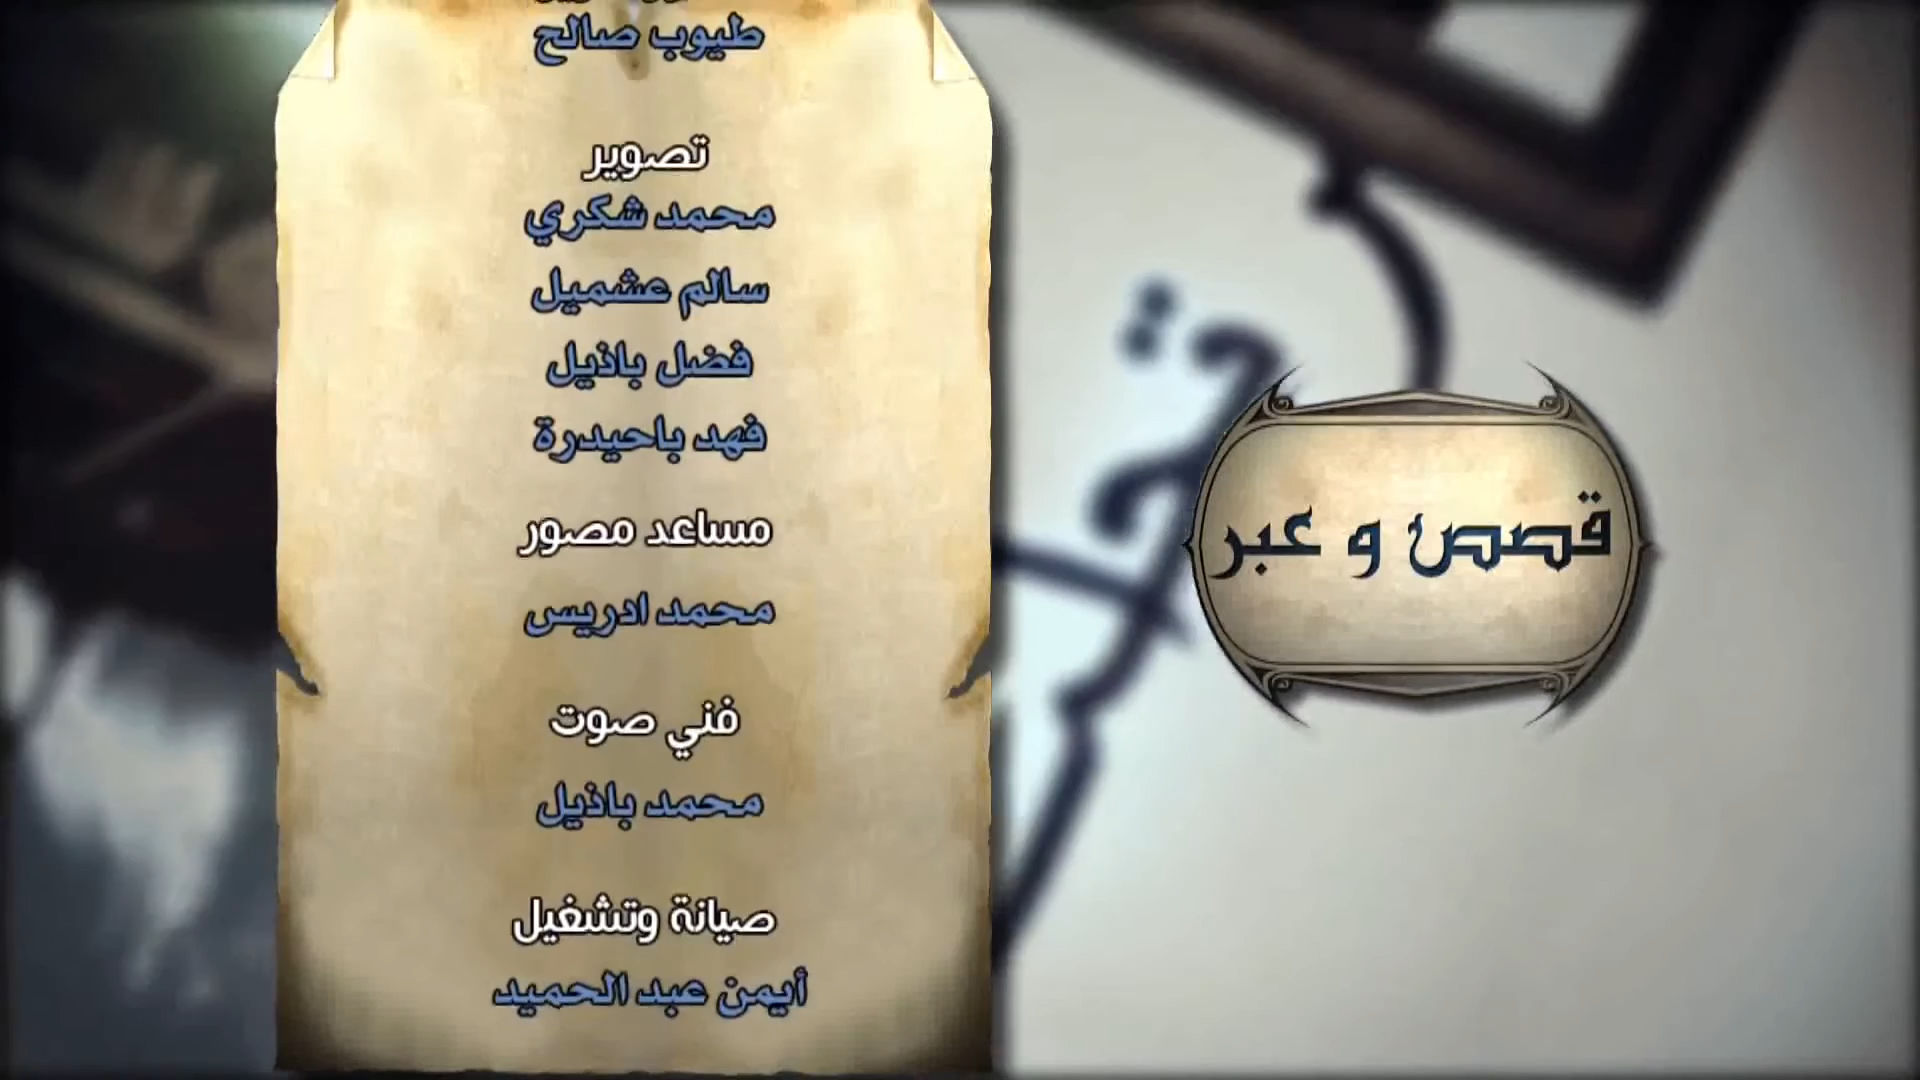 طيوب صالح
تصوير
محمد شكري
سالم عشميل
فضل باذيل
فهد باحيدرة
مساعد مصور
محمد ادريس
فني صوت
محمد باذيل
صيانة وتشغيل
أيمن عبد الحميد
قصص و عبر